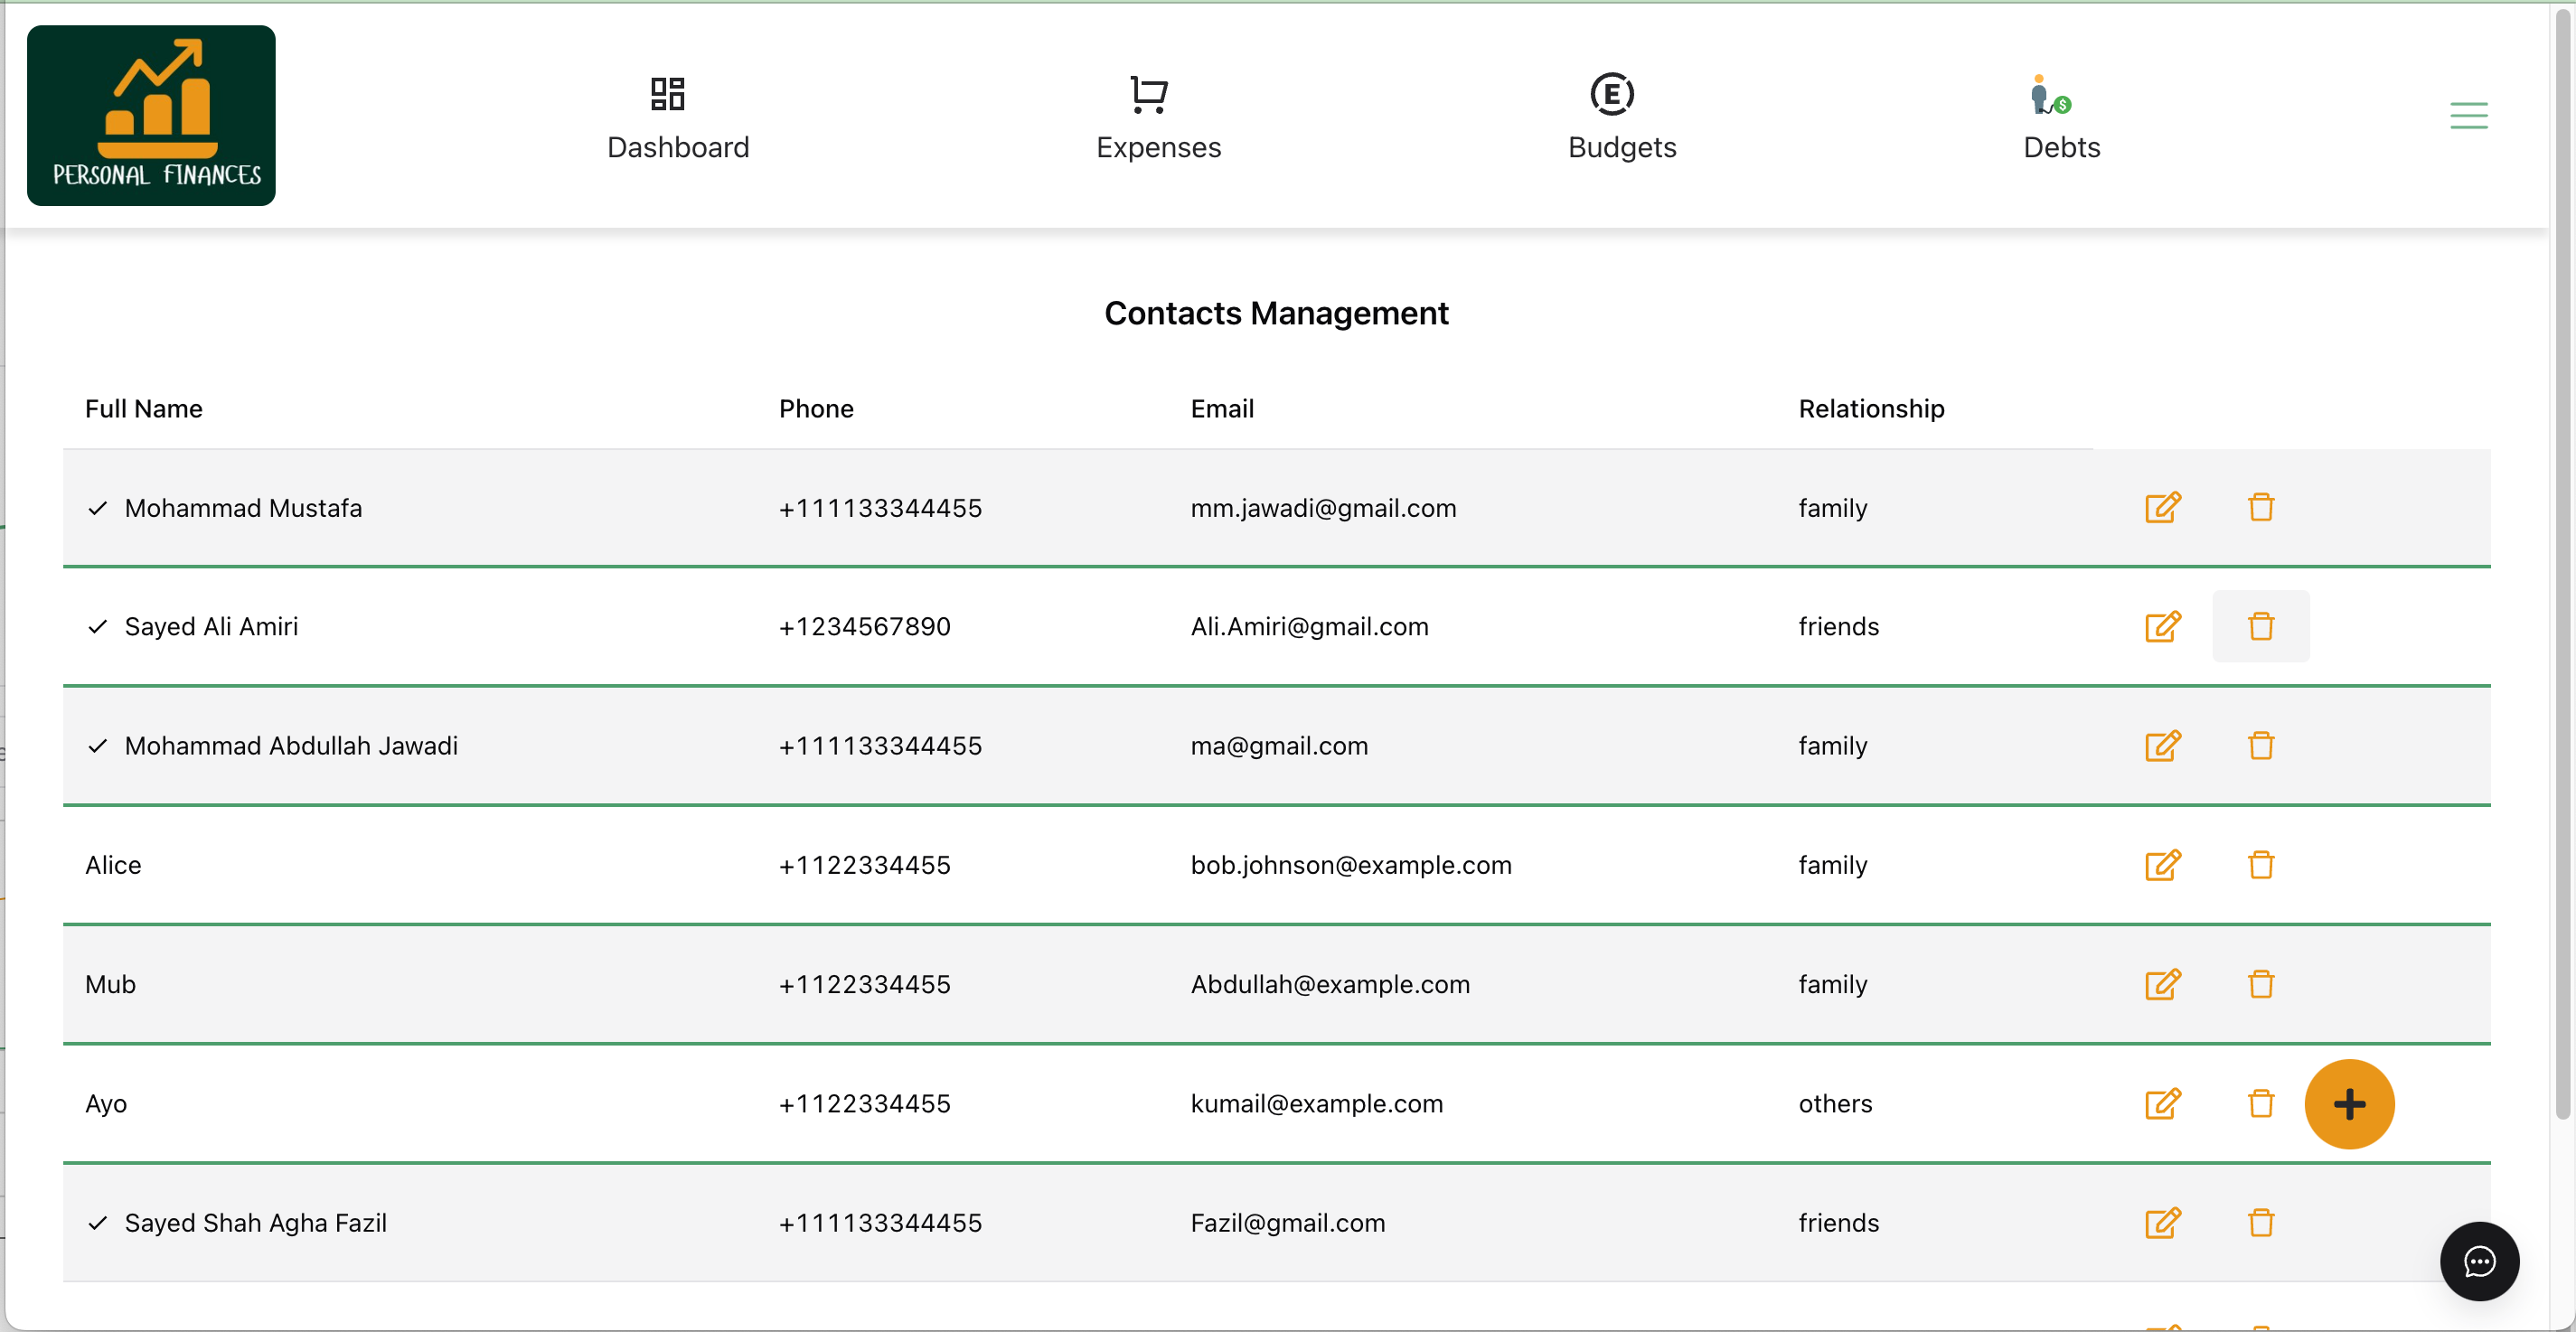 PERSONAL FINANCES
Dashboard
Expenses
E
Budgets
$
Debts
Contacts Management
Full Name Phone Email Relationship
Mohammad Mustafa +111133344455 mm.jawadi@gmail.com family
Sayed Ali Amiri +1234567890 Ali.Amiri@gmail.com friends
Mohammad Abdullah Jawadi +111133344455 ma@gmail.com family
Alice +1122334455 bob.johnson@example.com family
Mub +1122334455 Abdullah@example.com family
Ayo +1122334455 kumail@example.com others
Sayed Shah Agha Fazil +111133344455 Fazil@gmail.com friends